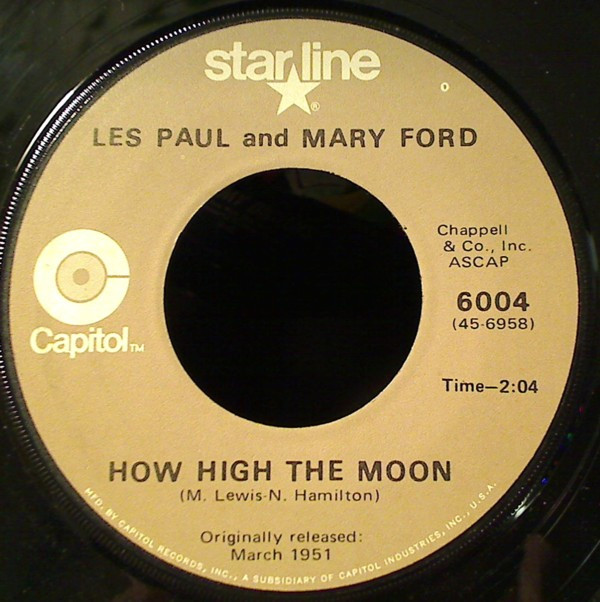 starline
®
LES PAUL and MARY FORD
Chappell
& Co., Inc.
ASCAP
6004
(45-6958)
Capitol™
Time—2:04
HOW HIGH THE MOON
(M. Lewis-N. Hamilton)
Originally released:
March 1951
MFD. BY CAPITOL RECORDS, INC., A SUBSIDIARY OF CAPITOL INDUSTRIES, INC., U.S.A.